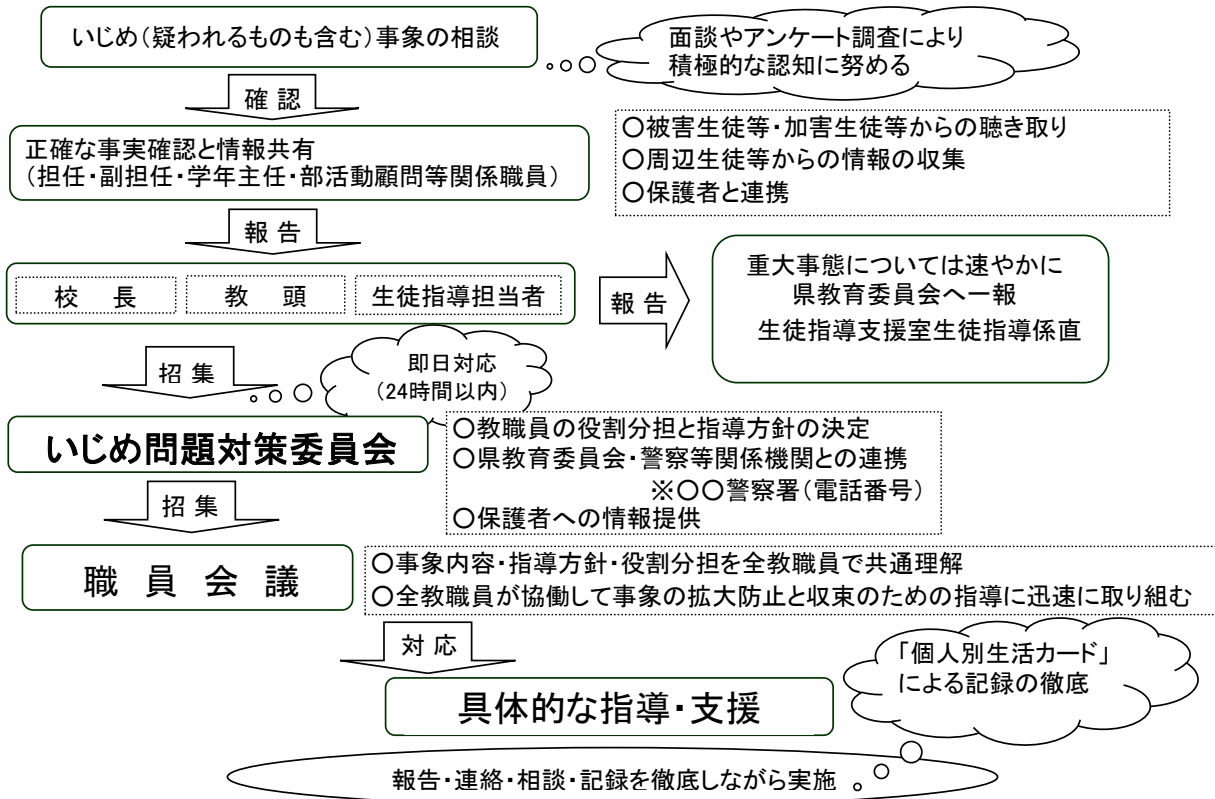 いじめ(疑われるものも含む)事象の相談
面談やアンケート調査により
積極的な認知に努める
確 認
正確な事実確認と情報共有
(担任・副担任・学年主任・部活動顧問等関係職員)
○被害生徒等・加害生徒等からの聴き取り
○周辺生徒等からの情報の収集
○保護者と連携
報 告
校　長
教　頭
生徒指導担当者
報 告
重大事態については速やかに
県教育委員会へ一報
生徒指導支援室生徒指導係直
招 集
即日対応
(24時間以内)
いじめ問題対策委員会
○教職員の役割分担と指導方針の決定
○県教育委員会・警察等関係機関との連携
※○○警察署(電話番号)
○保護者への情報提供
招 集
職 員 会 議
○事象内容・指導方針・役割分担を全教職員で共通理解
○全教職員が協働して事象の拡大防止と収束のための指導に迅速に取り組む
対 応
「個人別生活カード」
による記録の徹底
具体的な指導・支援
報告・連絡・相談・記録を徹底しながら実施